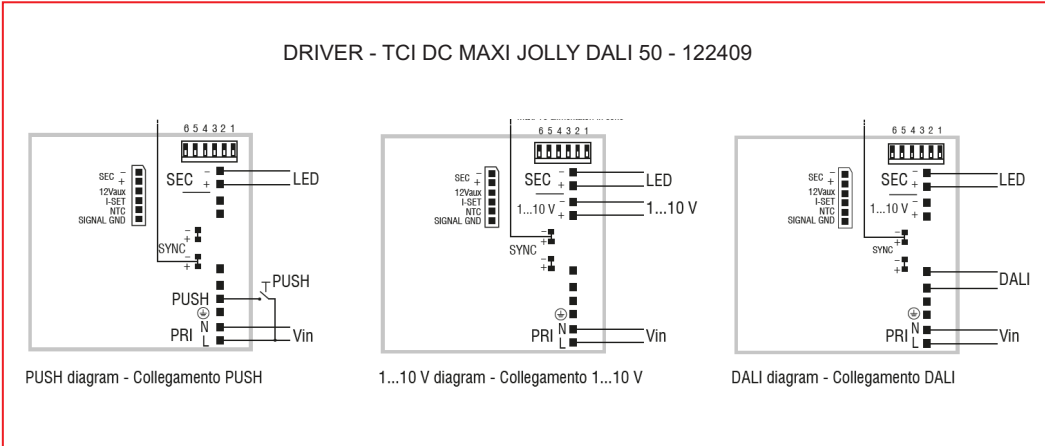 DRIVER - TCI DC MAXI JOLLY DALI 50 - 122409
6 5 4 3 2 1
SEC - +
12Vaux
I-SET
NTC
SIGNAL GND
SEC - +
LED
- +
SYNC
- +
PUSH
PUSH
PRI N L
Vin
PUSH diagram - Collegamento PUSH
6 5 4 3 2 1
SEC - +
12Vaux
I-SET
NTC
SIGNAL GND
SEC - +
LED
1...10 V - +
1...10 V
- +
SYNC
- +
PRI N L
Vin
1...10 V diagram - Collegamento 1...10 V
6 5 4 3 2 1
SEC - +
12Vaux
I-SET
NTC
SIGNAL GND
SEC - +
LED
1...10 V - +
- +
SYNC
- +
DALI
PRI N L
Vin
DALI diagram - Collegamento DALI